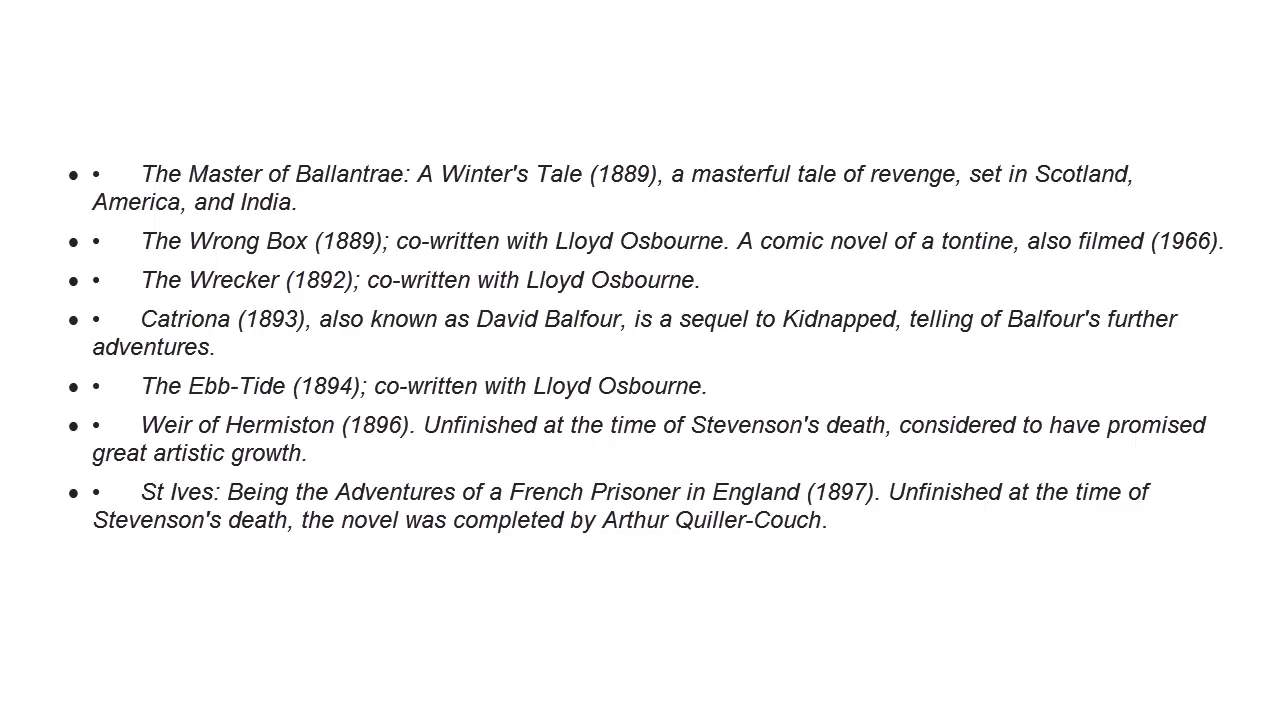 ● • The Master of Ballantrae: A Winter's Tale (1889), a masterful tale of revenge, set in Scotland,
America, and India.
● • The Wrong Box (1889); co-written with Lloyd Osbourne. A comic novel of a tontine, also filmed (1966).
● • The Wrecker (1892); co-written with Lloyd Osbourne.
● • Catriona (1893), also known as David Balfour, is a sequel to Kidnapped, telling of Balfour's further
adventures.
● • The Ebb-Tide (1894); co-written with Lloyd Osbourne.
● • Weir of Hermiston (1896). Unfinished at the time of Stevenson's death, considered to have promised
great artistic growth.
● • St Ives: Being the Adventures of a French Prisoner in England (1897). Unfinished at the time of
Stevenson's death, the novel was completed by Arthur Quiller-Couch.